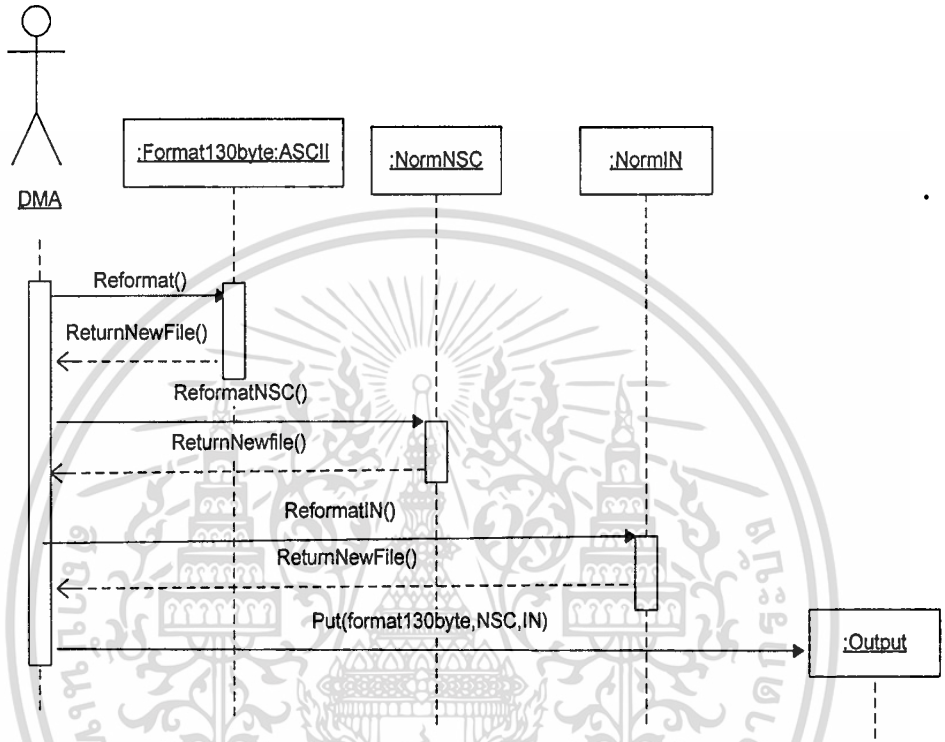 :Format130byte:ASCII
:NormNSC
:NormIN
DMA
Reformat()
ReturnNewFile()
ReformatNSC()
ReturnNewfile()
ReformatIN()
ReturnNewFile()
Put(format130byte,NSC,IN)
:Output